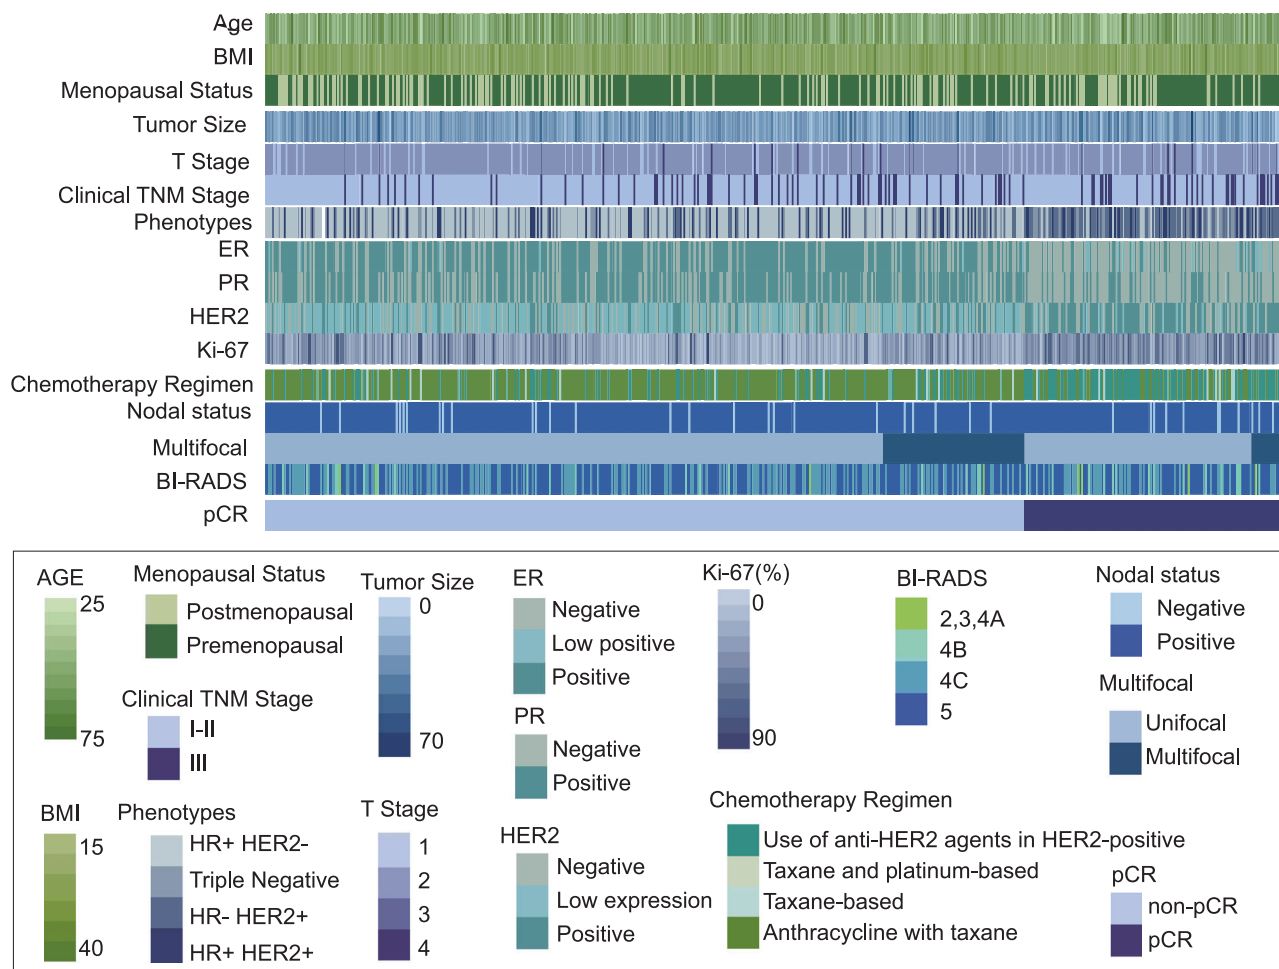 Age
BMI
Menopausal Status
Tumor Size
T Stage
Clinical TNM Stage
Phenotypes
ER
PR
HER2
Ki-67
Chemotherapy Regimen
Nodal status
Multifocal
BI-RADS
pCR
AGE
25
75
Menopausal Status
Postmenopausal
Premenopausal
Clinical TNM Stage
I-II
III
Tumor Size
0
70
ER
Negative
Low positive
Positive
PR
Negative
Positive
Ki-67(%)
0
90
BI-RADS
2,3,4A
4B
4C
5
Nodal status
Negative
Positive
Multifocal
Unifocal
Multifocal
BMI
15
40
Phenotypes
HR+ HER2-
Triple Negative
HR- HER2+
HR+ HER2+
T Stage
1
2
3
4
HER2
Negative
Low expression
Positive
Chemotherapy Regimen
Use of anti-HER2 agents in HER2-positive
Taxane and platinum-based
Taxane-based
Anthracycline with taxane
pCR
non-pCR
pCR